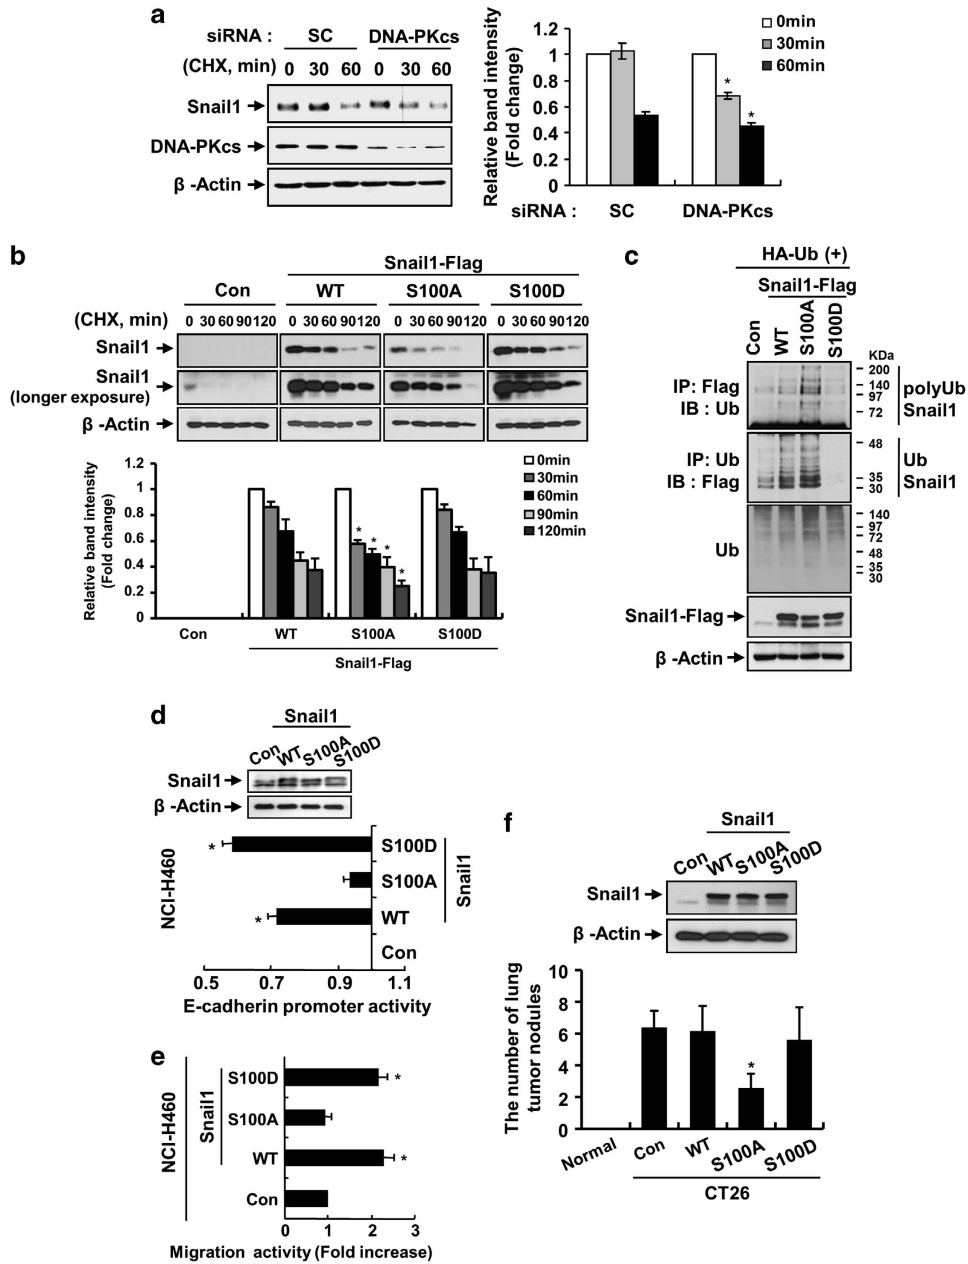 a
siRNA : SC DNA-PKcs
(CHX, min) 0 30 60 0 30 60
Snail1
DNA-PKcs
β -Actin
Relative band intensity
(Fold change)
1.2
1
0.8
0.6
0.4
0.2
0
* *
0min
30min
60min
siRNA : SC DNA-PKcs
b
Snail1-Flag
Con WT S100A S100D
(CHX, min) 0 30 60 90 120 0 30 60 90 120 0 30 60 90 120 0 30 60 90 120
Snail1
Snail1
(longer exposure)
β -Actin
Relative band intensity
(Fold change)
1.2
1
0.8
0.6
0.4
0.2
0
* * * *
0min
30min
60min
90min
120min
Con WT S100A S100D
Snail1-Flag
c
HA-Ub (+)
Snail1-Flag
Con WT S100A S100D
KDa
IP: Flag
IB : Ub
200
140
97
72
polyUb
Snail1
IP: Ub
IB : Flag
48
35
30
Ub
Snail1
Ub
140
97
72
48
35
30
Snail1-Flag
β -Actin
d
Snail1
Con WT S100A S100D
Snail1
β -Actin
NCI-H460
* S100D
S100A
* WT
Con
Snail1
0.5 0.7 0.9 1.1
E-cadherin promoter activity
e
NCI-H460
Snail1
S100D *
S100A
WT *
Con
0 1 2 3
Migration activity (Fold increase)
f
Snail1
Con WT S100A S100D
Snail1
β -Actin
The number of lung
tumor nodules
10
8
6
4
2
0
*
Normal Con WT S100A S100D
CT26